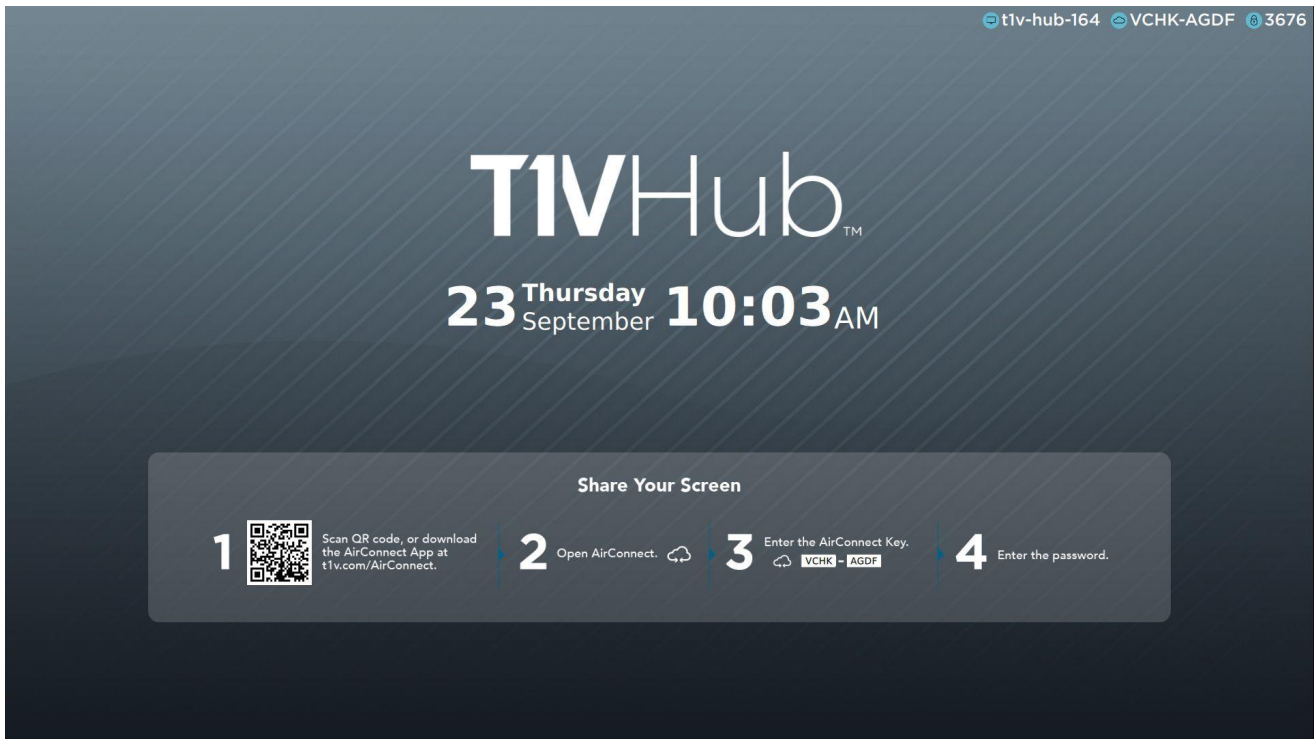 t1v-hub-164 VCHK-AGDF 3676
T1VHub™
23 Thursday September 10:03 AM
Share Your Screen
1
Scan QR code, or download
the AirConnect App at
t1v.com/AirConnect.
2 Open AirConnect.
3
Enter the AirConnect Key.
VCHK - AGDF
4 Enter the password.